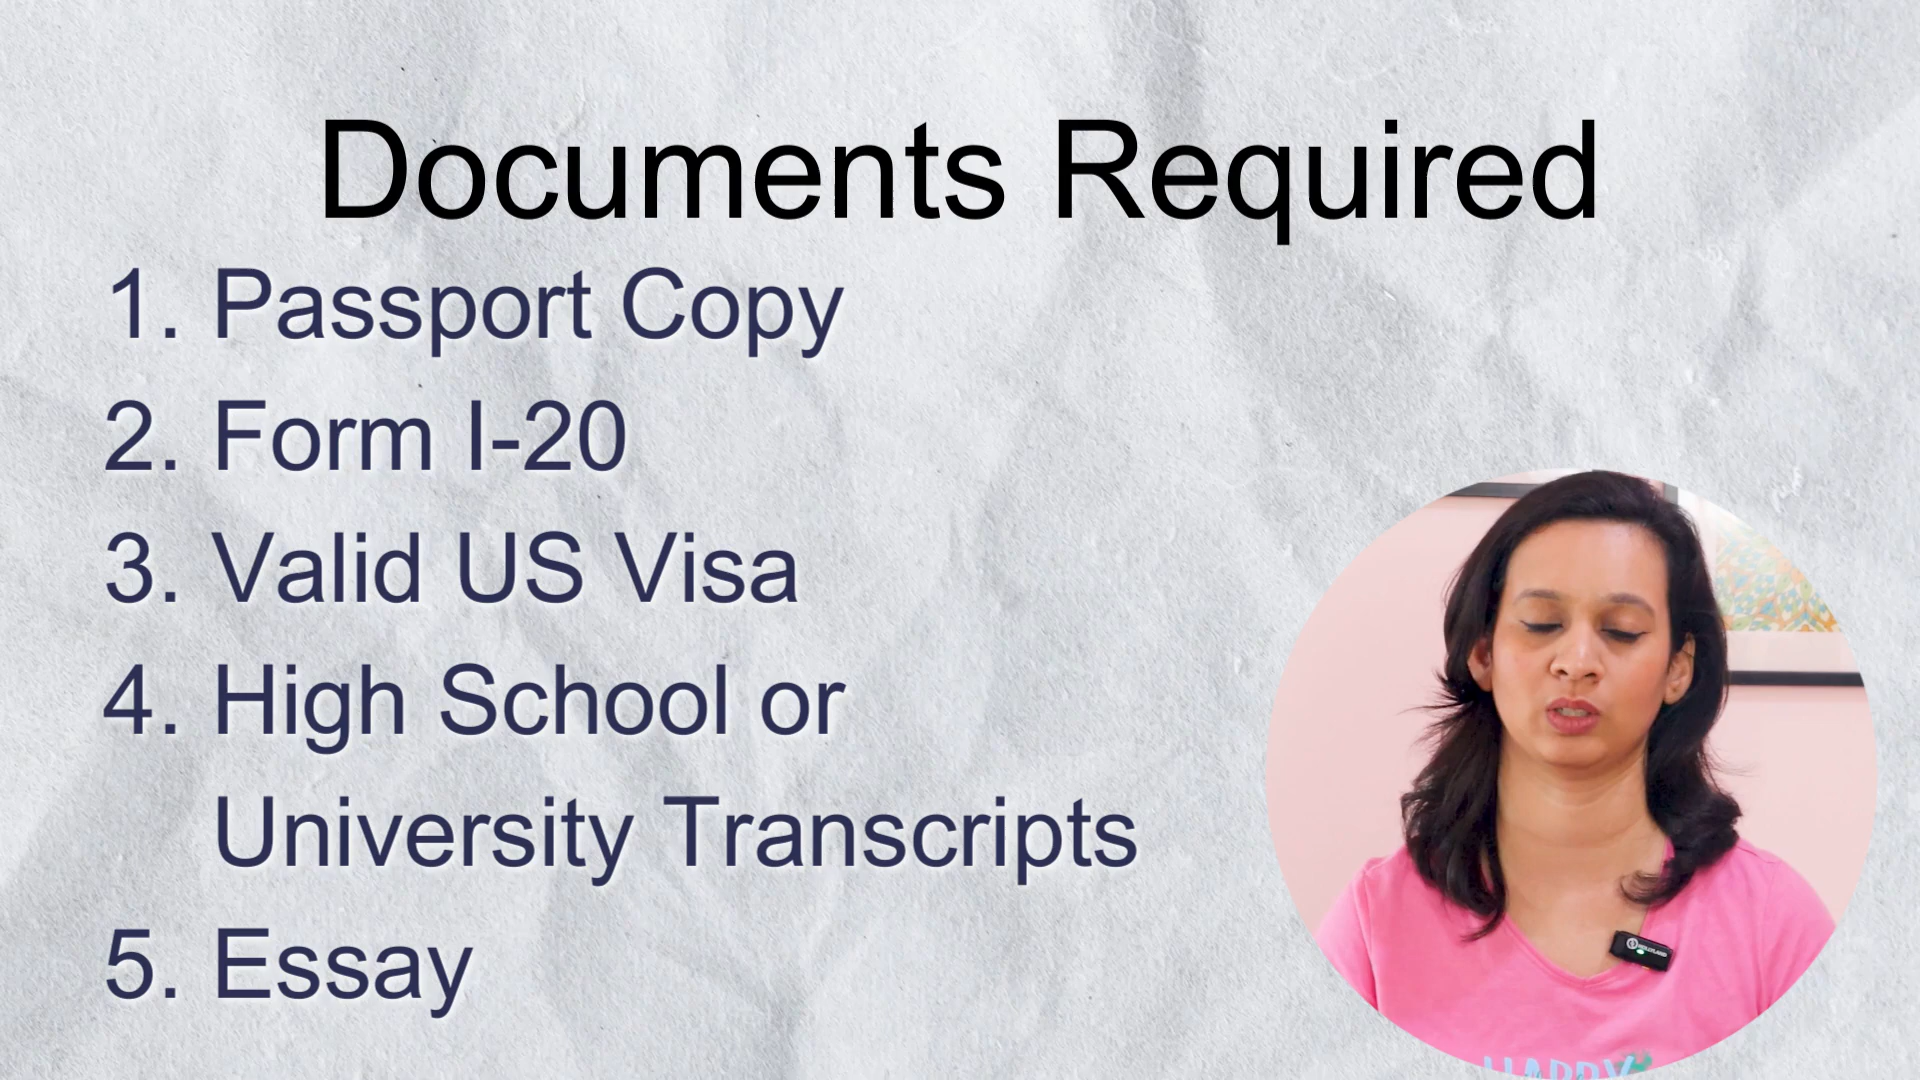 Documents Required
1. Passport Copy
2. Form I-20
3. Valid US Visa
4. High School or
University Transcripts
5. Essay
HAPPY